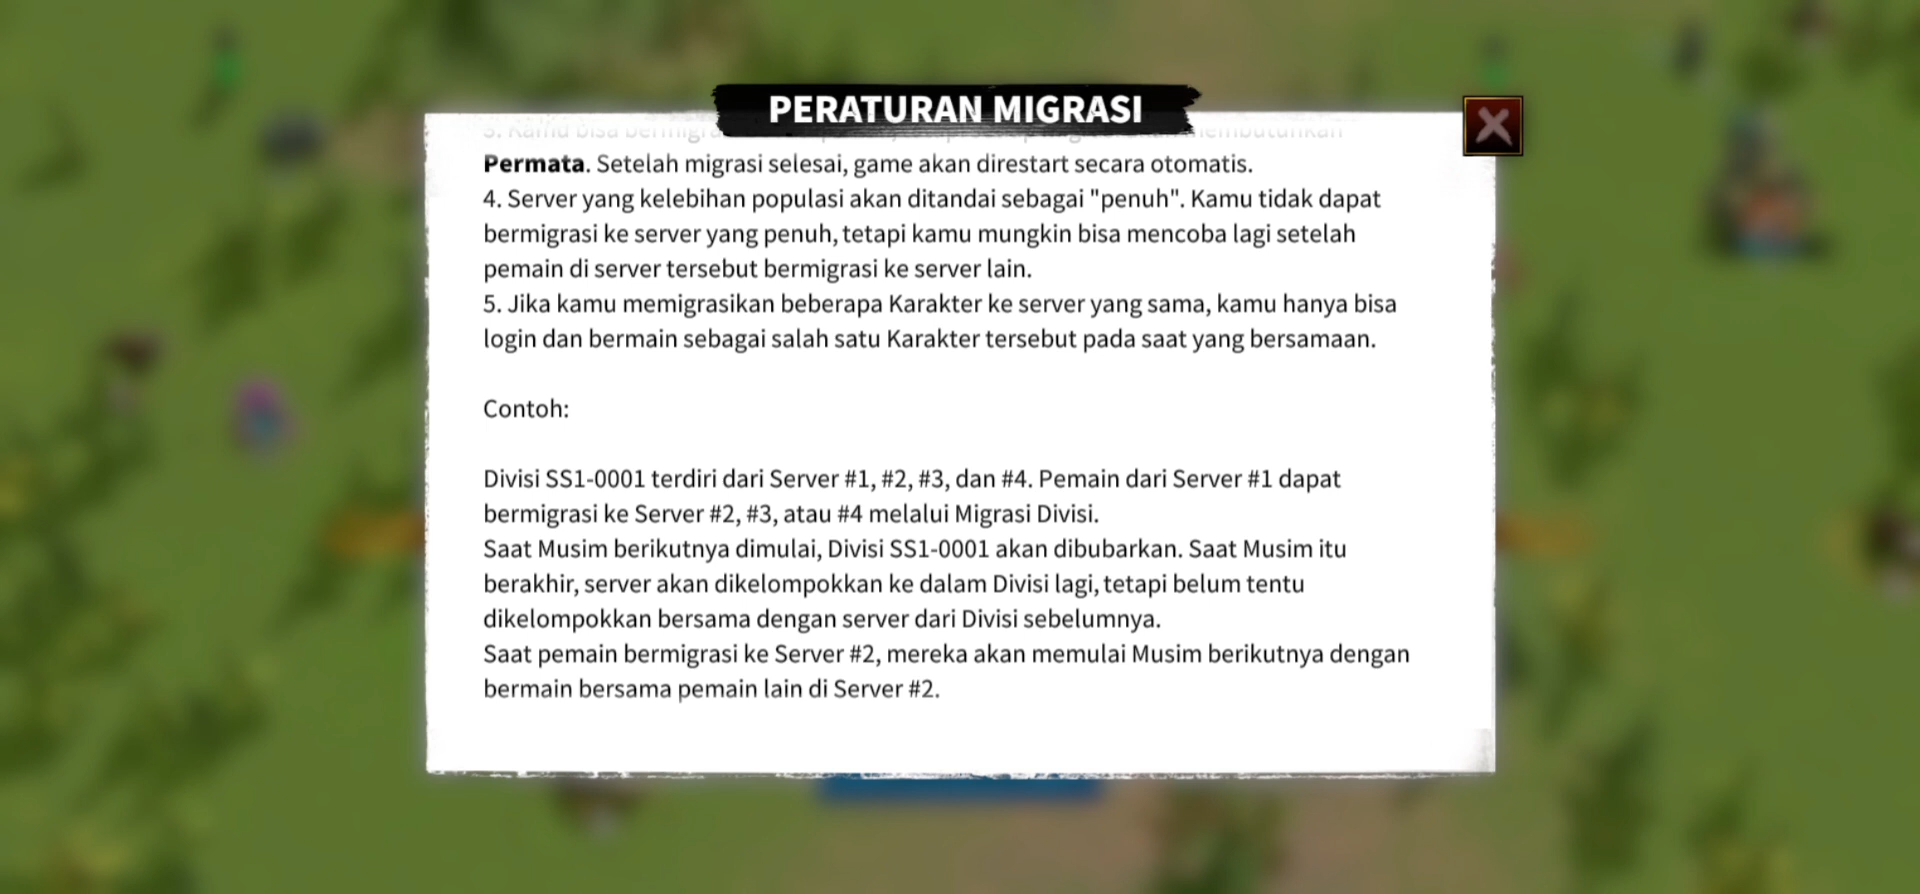 PERATURAN MIGRASI
3. Kamu bisa bermigra membutuhkan
Permata. Setelah migrasi selesai, game akan direstart secara otomatis.
4. Server yang kelebihan populasi akan ditandai sebagai "penuh". Kamu tidak dapat
bermigrasi ke server yang penuh, tetapi kamu mungkin bisa mencoba lagi setelah
pemain di server tersebut bermigrasi ke server lain.
5. Jika kamu memigrasikan beberapa Karakter ke server yang sama, kamu hanya bisa
login dan bermain sebagai salah satu Karakter tersebut pada saat yang bersamaan.
Contoh:
Divisi SS1-0001 terdiri dari Server #1, #2, #3, dan #4. Pemain dari Server #1 dapat
bermigrasi ke Server #2, #3, atau #4 melalui Migrasi Divisi.
Saat Musim berikutnya dimulai, Divisi SS1-0001 akan dibubarkan. Saat Musim itu
berakhir, server akan dikelompokkan ke dalam Divisi lagi, tetapi belum tentu
dikelompokkan bersama dengan server dari Divisi sebelumnya.
Saat pemain bermigrasi ke Server #2, mereka akan memulai Musim berikutnya dengan
bermain bersama pemain lain di Server #2.